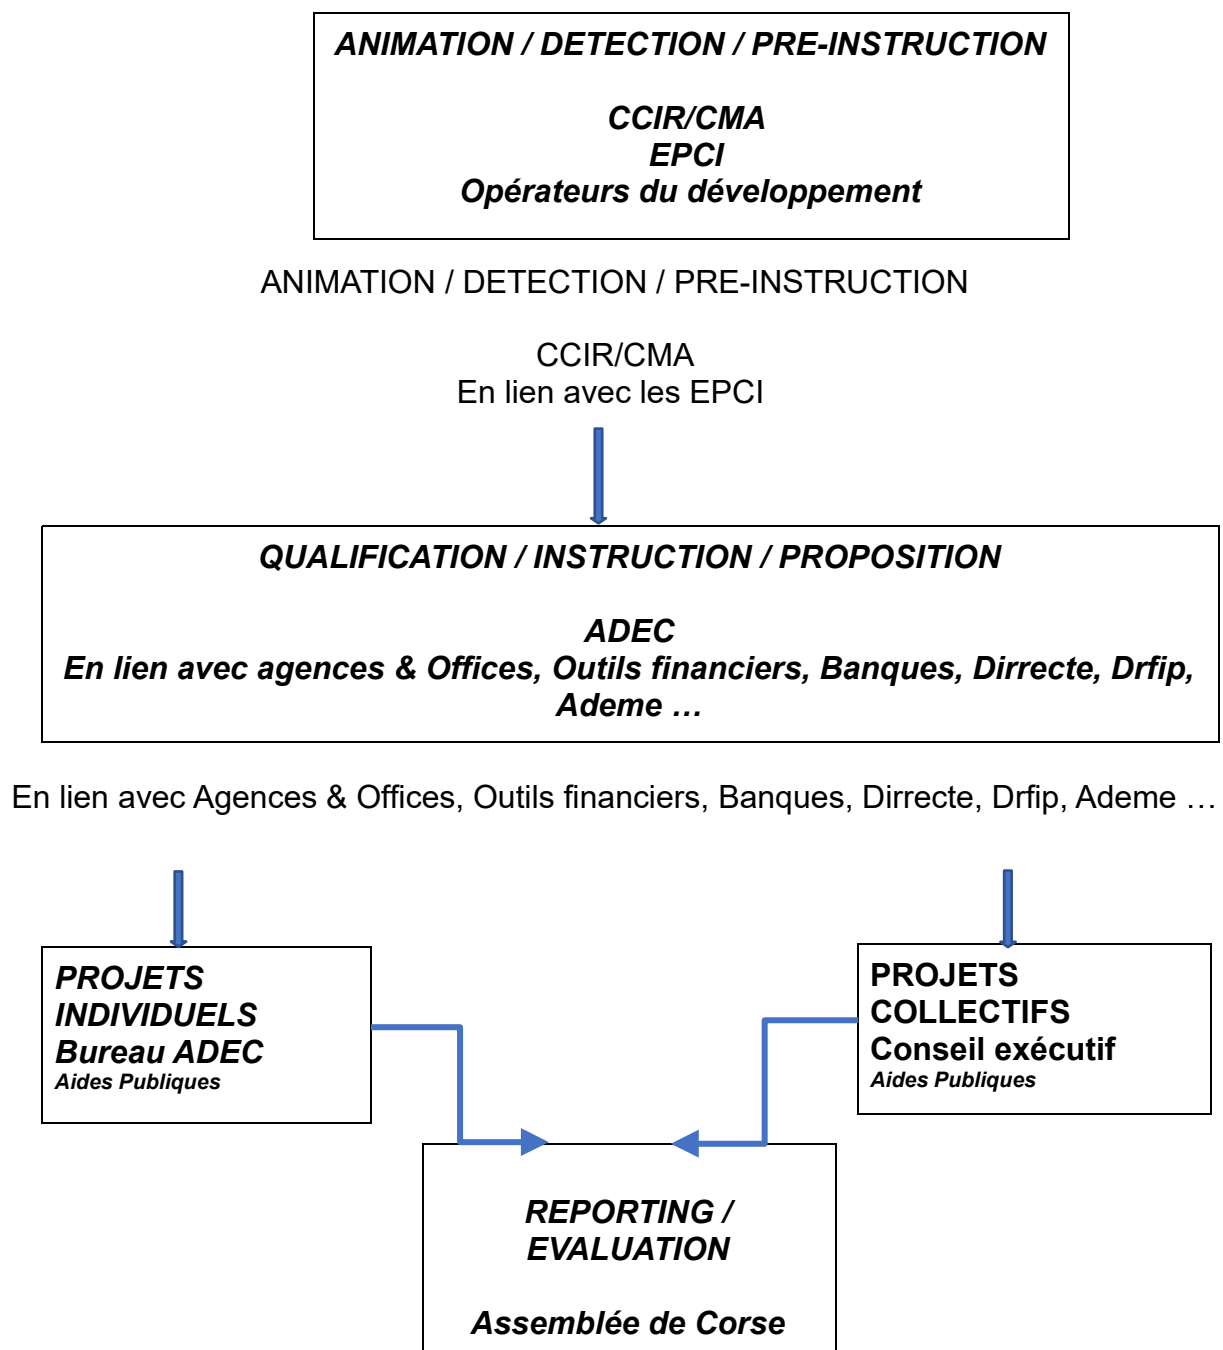 ANIMATION / DETECTION / PRE-INSTRUCTION
CCIR/CMA
EPCI
Opérateurs du développement
ANIMATION / DETECTION / PRE-INSTRUCTION
CCIR/CMA
En lien avec les EPCI
QUALIFICATION / INSTRUCTION / PROPOSITION
ADEC
En lien avec agences & Offices, Outils financiers, Banques, Dirrecte, Drfip,
Ademe …
En lien avec Agences & Offices, Outils financiers, Banques, Dirrecte, Drfip, Ademe …
PROJETS
INDIVIDUELS
Bureau ADEC
Aides Publiques
PROJETS
COLLECTIFS
Conseil exécutif
Aides Publiques
REPORTING /
EVALUATION
Assemblée de Corse